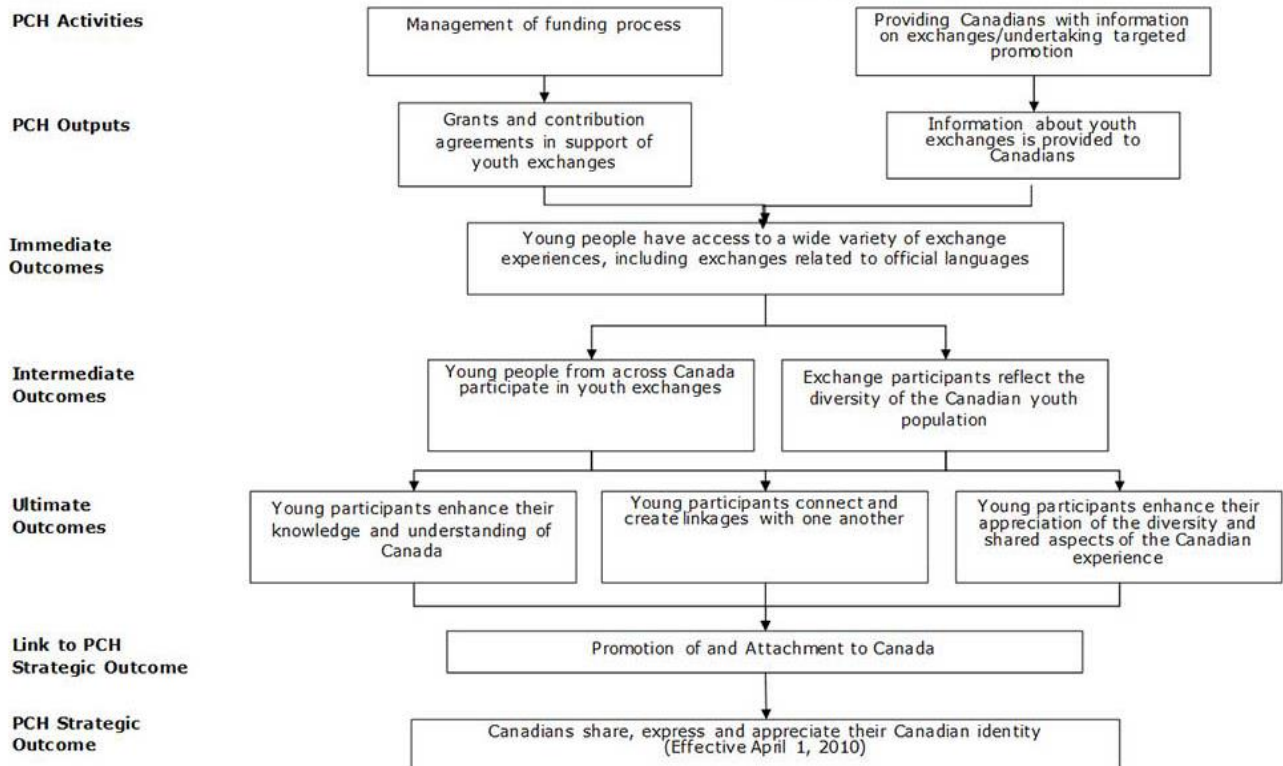 PCH Activities
Management of funding process
Providing Canadians with information
on exchanges/undertaking targeted
promotion
PCH Outputs
Grants and contribution
agreements in support of
youth exchanges
Information about youth
exchanges is provided to
Canadians
Immediate
Outcomes
Young people have access to a wide variety of exchange
experiences, including exchanges related to official languages
Intermediate
Outcomes
Young people from across Canada
participate in youth exchanges
Exchange participants reflect the
diversity of the Canadian youth
population
Ultimate
Outcomes
Young participants enhance their
knowledge and understanding of
Canada
Young participants connect and
create linkages with one another
Young participants enhance their
appreciation of the diversity and
shared aspects of the Canadian
experience
Link to PCH
Strategic Outcome
Promotion of and Attachment to Canada
PCH Strategic
Outcome
Canadians share, express and appreciate their Canadian identity
(Effective April 1, 2010)